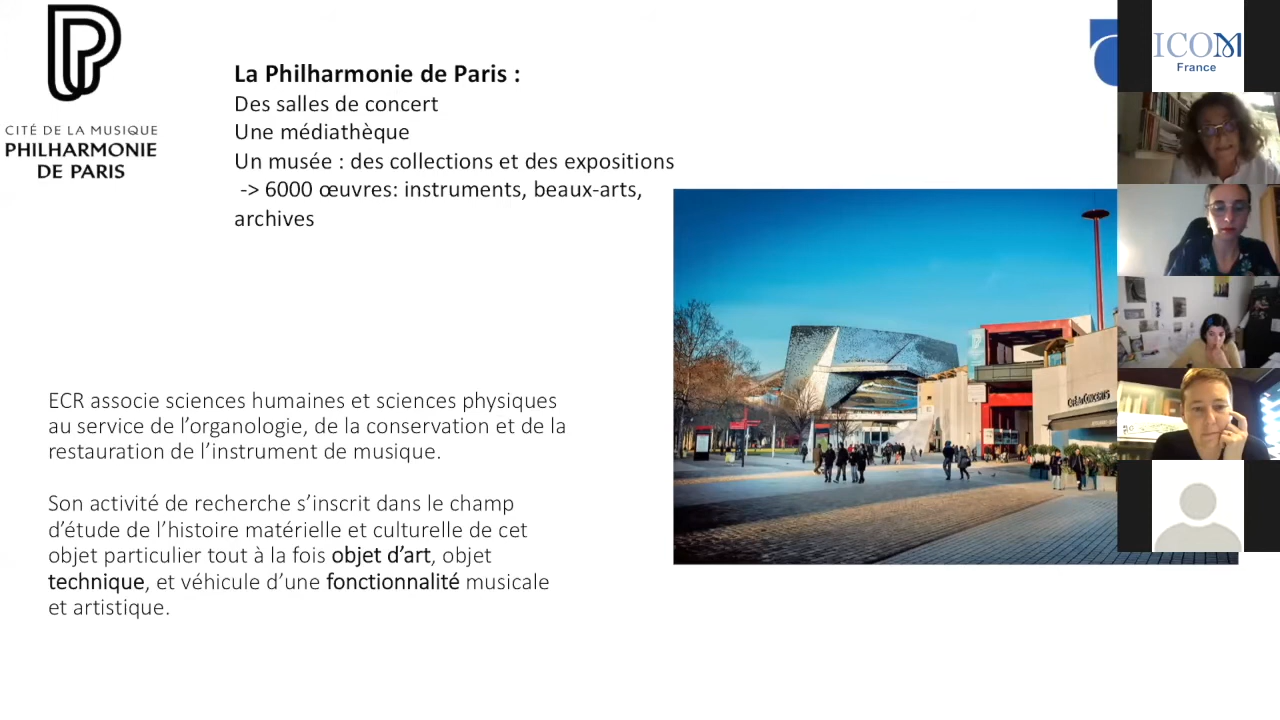 CITÉ DE LA MUSIQUE
PHILHARMONIE
DE PARIS
La Philharmonie de Paris :
Des salles de concert
Une médiathèque
Un musée : des collections et des expositions
-> 6000 œuvres: instruments, beaux-arts,
archives
ECR associe sciences humaines et sciences physiques
au service de l’organologie, de la conservation et de la
restauration de l’instrument de musique.
Son activité de recherche s’inscrit dans le champ
d’étude de l’histoire matérielle et culturelle de cet
objet particulier tout à la fois objet d’art, objet
technique, et véhicule d’une fonctionnalité musicale
et artistique.
ICOM
France